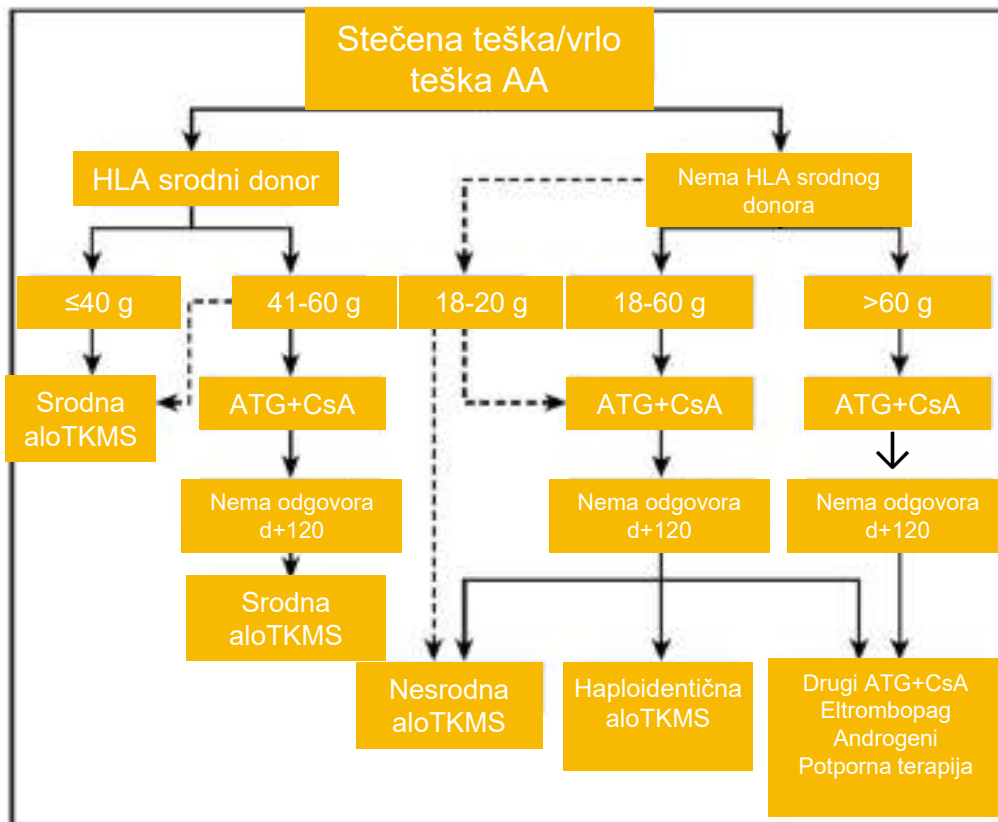 Stečena teška/vrlo
teška AA
HLA srodni donor
Nema HLA srodnog
donora
≤40 g
41-60 g
18-20 g
18-60 g
>60 g
Srodna
aloTKMS
ATG+CsA
ATG+CsA
ATG+CsA
Nema odgovora
d+120
Nema odgovora
d+120
Nema odgovora
d+120
Srodna
aloTKMS
Nesrodna
aloTKMS
Haploidentična
aloTKMS
Drugi ATG+CsA
Eltrombopag
Androgeni
Potporna terapija